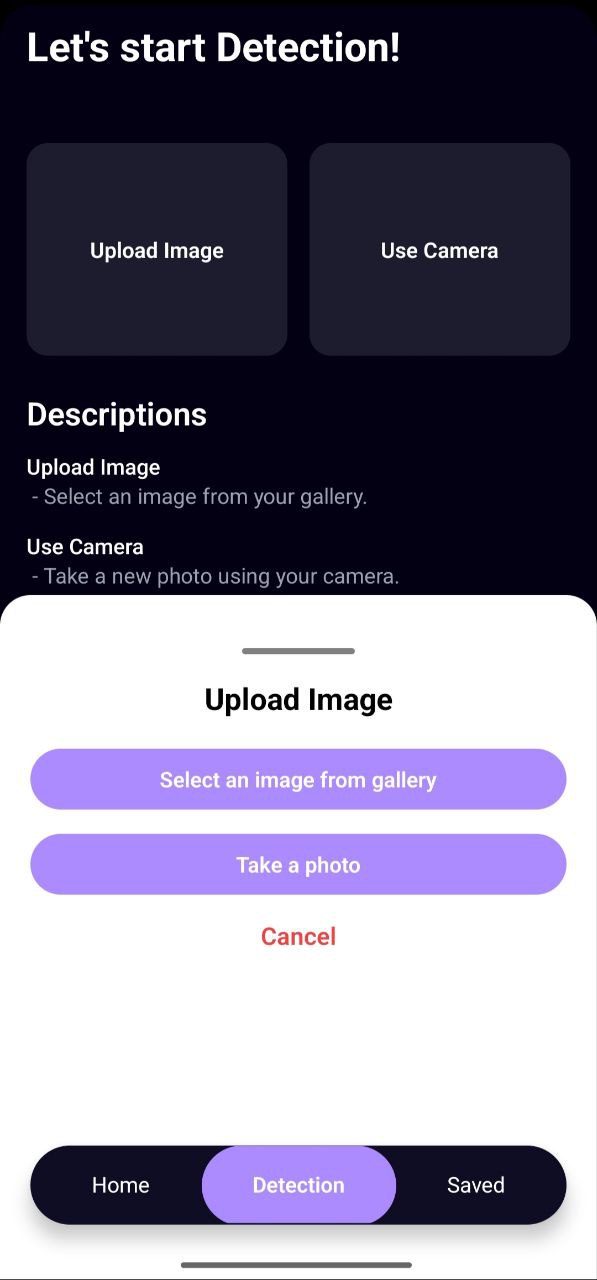 Let's start Detection!
Upload Image
Use Camera
Descriptions
Upload Image
- Select an image from your gallery.
Use Camera
- Take a new photo using your camera.
Upload Image
Select an image from gallery
Take a photo
Cancel
Home
Detection
Saved